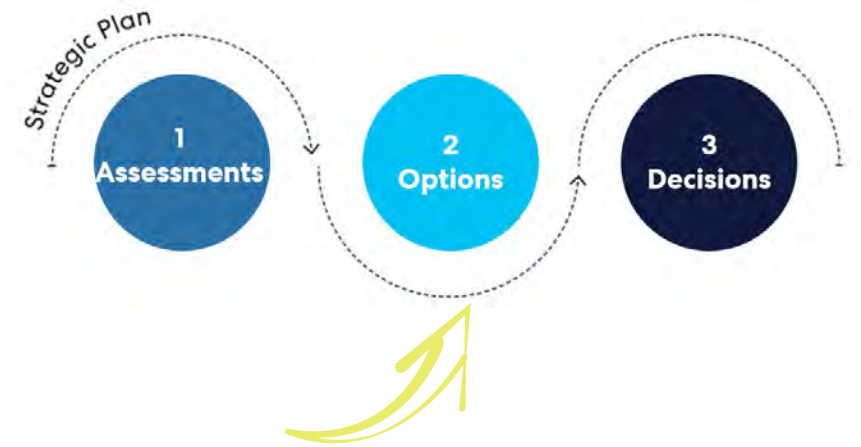 Strategic Plan
1
Assessments
2
Options
3
Decisions